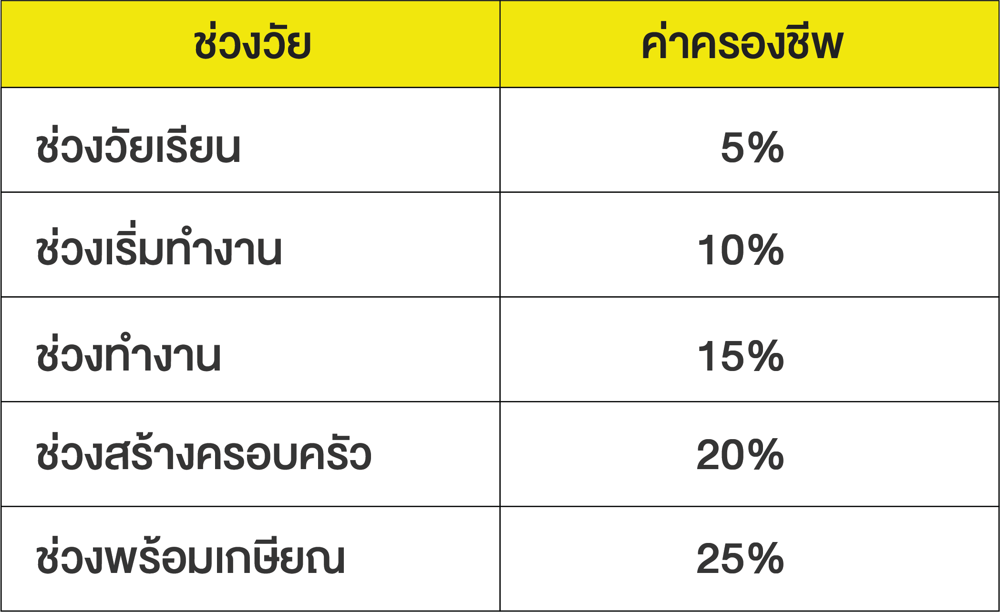 ช่วงวัย ค่าครองชีพ
ช่วงวัยเรียน 5%
ช่วงเริ่มทำงาน 10%
ช่วงทำงาน 15%
ช่วงสร้างครอบครัว 20%
ช่วงพร้อมเกษียณ 25%